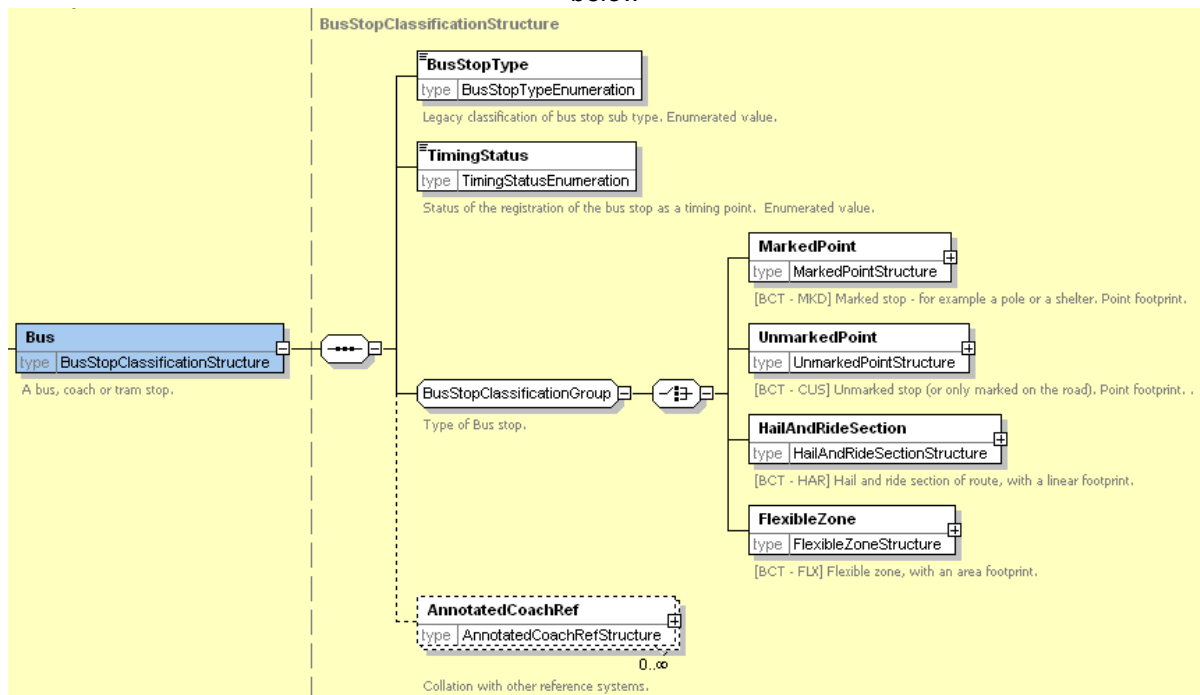 below
BusStopClassificationStructure
BusStopType
type BusStopTypeEnumeration
Legacy classification of bus stop sub type. Enumerated value.
TimingStatus
type TimingStatusEnumeration
Status of the registration of the bus stop as a timing point.  Enumerated value.
MarkedPoint
type MarkedPointStructure
[BCT - MKD] Marked stop - for example a pole or a shelter. Point footprint.
Bus
type BusStopClassificationStructure
A bus, coach or tram stop.
UnmarkedPoint
type UnmarkedPointStructure
[BCT - CUS] Unmarked stop (or only marked on the road). Point footprint. .
BusStopClassificationGroup
Type of Bus stop.
HailAndRideSection
type HailAndRideSectionStructure
[BCT - HAR] Hail and ride section of route, with a linear footprint.
FlexibleZone
type FlexibleZoneStructure
[BCT - FLX] Flexible zone, with an area footprint.
AnnotatedCoachRef
type AnnotatedCoachRefStructure
0..∞
Collation with other reference systems.